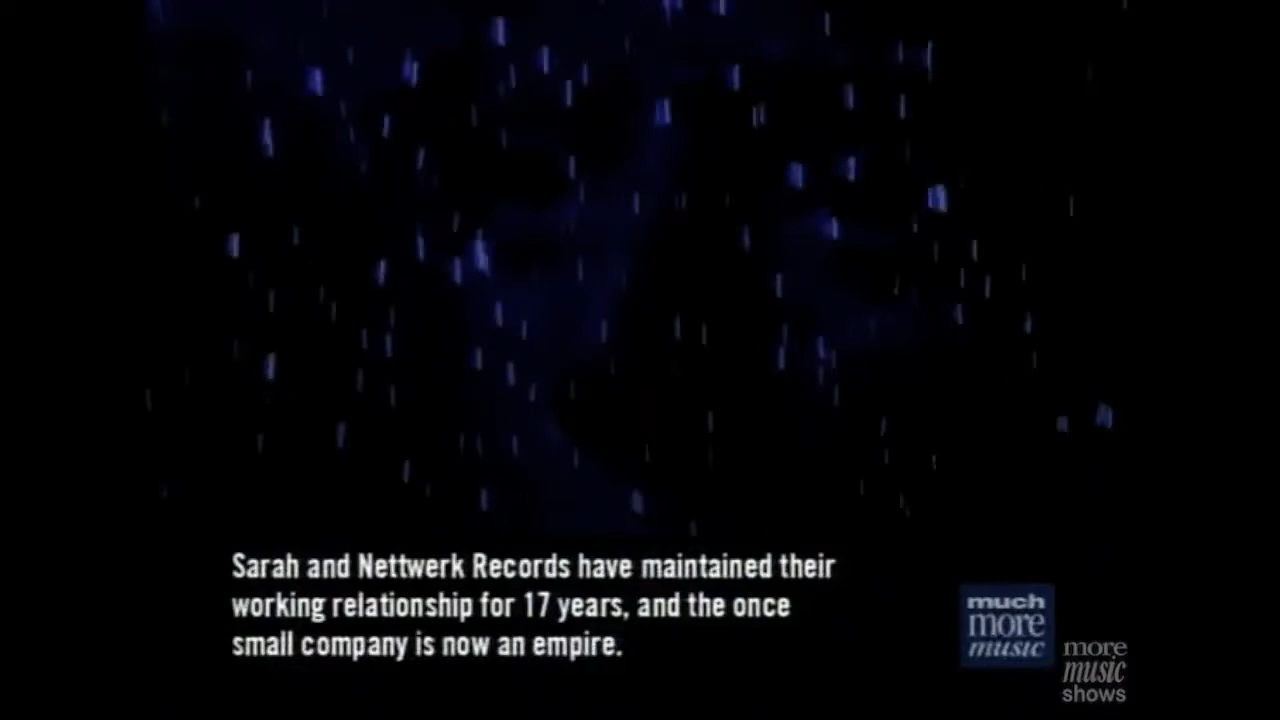 Sarah and Nettwerk Records have maintained their
working relationship for 17 years, and the once
small company is now an empire.
much
more
music
more
music
shows